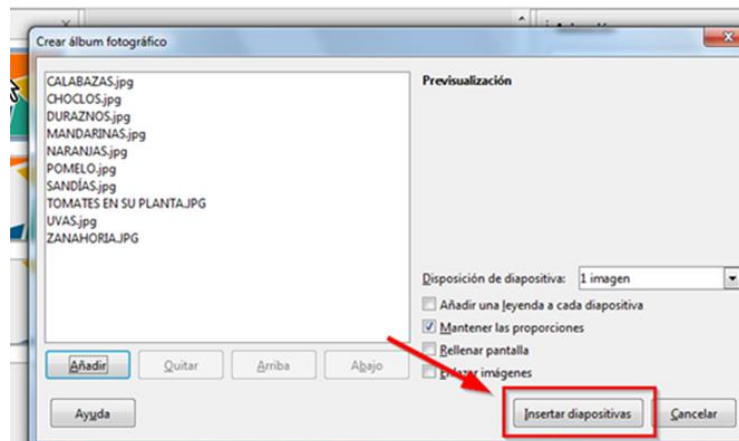 Crear álbum fotográfico
CALABAZAS.jpg
CHOCLOS.jpg
DURAZNOS.jpg
MANDARINAS.jpg
NARANJAS.jpg
POMELO.jpg
SANDÍAS.jpg
TOMATES EN SU PLANTA.JPG
UVAS.jpg
ZANAHORIA.JPG
Previsualización
Disposición de diapositiva: 1 imagen
Añadir una leyenda a cada diapositiva
Mantener las proporciones
Rellenar pantalla
Enlazar imágenes
Añadir Quitar Arriba Abajo
Ayuda Insertar diapositivas Cancelar